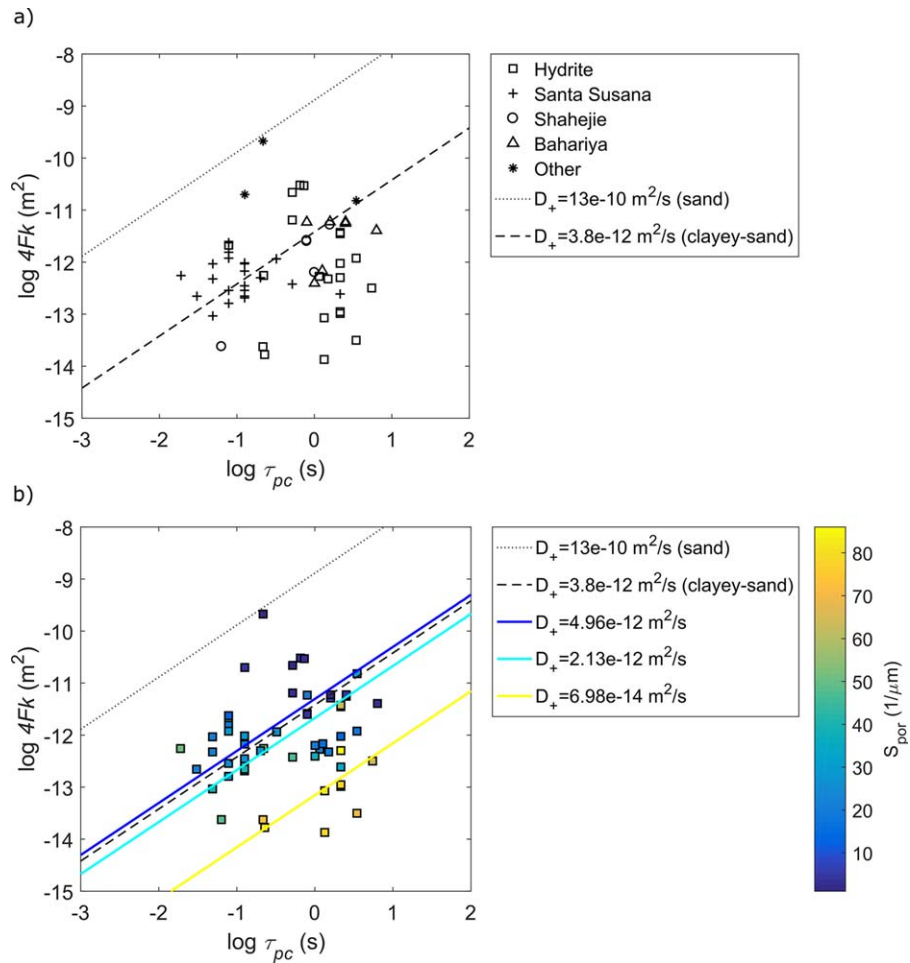 a)
-8
-9
-10
-11
-12
-13
-14
-15
log 4Fk (m²)
-3 -2 -1 0 1 2
log τpc (s)
Hydrite
Santa Susana
Shahejie
Bahariya
Other
D+=13e-10 m²/s (sand)
D+=3.8e-12 m²/s (clayey-sand)
b)
-8
-9
-10
-11
-12
-13
-14
-15
log 4Fk (m²)
-3 -2 -1 0 1 2
log τpc (s)
D+=13e-10 m²/s (sand)
D+=3.8e-12 m²/s (clayey-sand)
D+=4.96e-12 m²/s
D+=2.13e-12 m²/s
D+=6.98e-14 m²/s
80
70
60
50
40
30
20
10
Spor (1/μm)